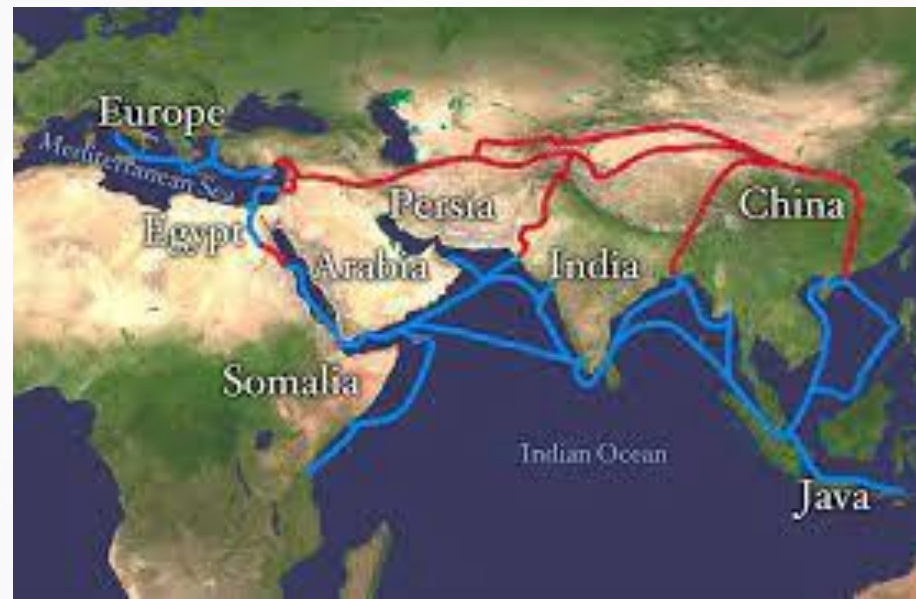 Europe
Mediterranean Sea
Egypt
Persia
Arabia
India
China
Somalia
Indian Ocean
Java